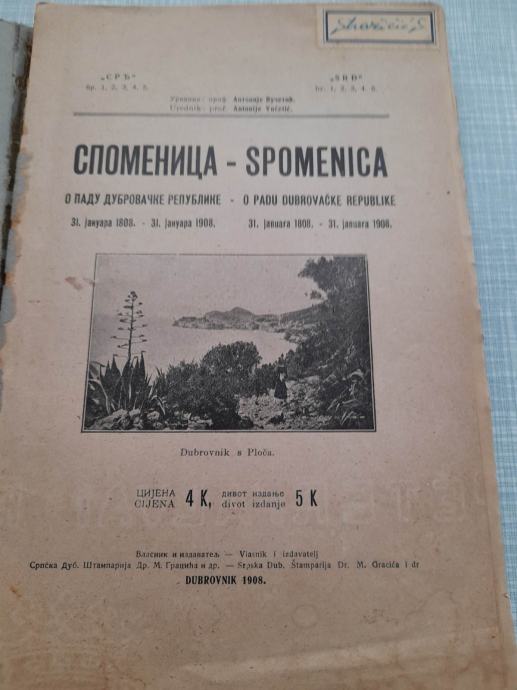 „СРЂ“ „SRĐ“
бр. 1, 2, 3, 4, 5. br. 1, 2, 3, 4, 5.
Уредник: проф. Антоније Вучетић.
Urednik: prof. Antonije Vučetić.
СПОМЕНИЦА - SPOMENICA
О ПАДУ ДУБРОВАЧКЕ РЕПУБЛИКЕ - O PADU DUBROVAČKE REPUBLIKE
31. јануара 1808. - 31. јануара 1908. 31. januara 1808. - 31. januara 1908.
Dubrovnik s Ploča.
ЦИЈЕНА 4 K, дивот издање 5 K
CIJENA divot izdanje
Власник и издаватељ — Vlasnik i izdavatelj
Српска Дуб. Штампарија Др. М. Грацића и др. — Srpska Dub. Štamparija Dr. M. Gracića i dr
DUBROVNIK 1908.